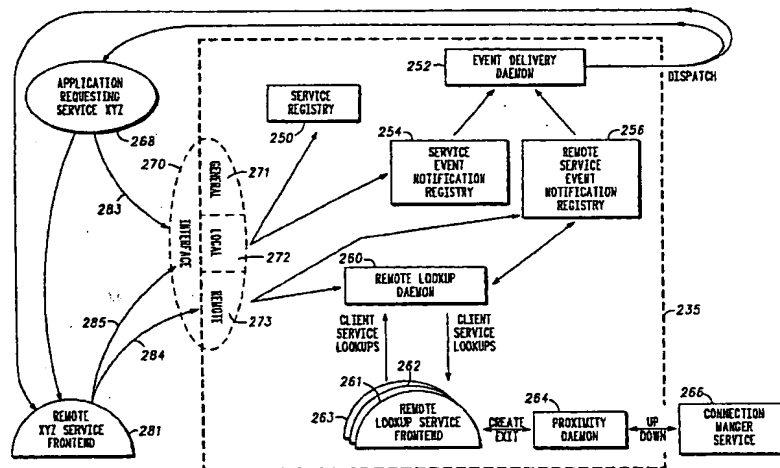 252
EVENT DELIVERY
DAEMON
DISPATCH
APPLICATION
REQUESTING
SERVICE XYZ
268
SERVICE
REGISTRY
250
254
256
270
GENERAL
271
SERVICE
EVENT
NOTIFICATION
REGISTRY
REMOTE
SERVICE
EVENT
NOTIFICATION
REGISTRY
283
INTERFACE
LOCAL
272
260
REMOTE LOOKUP
DAEMON
REMOTE
273
285
284
235
CLIENT
SERVICE
LOOKUPS
CLIENT
SERVICE
LOOKUPS
262
261
263
264
266
REMOTE
LOOKUP SERVICE
FRONTEND
CREATE
EXIT
PROXIMITY
DAEMON
UP
DOWN
CONNECTION
MANGER
SERVICE
REMOTE
XYZ SERVICE
FRONTEND
281